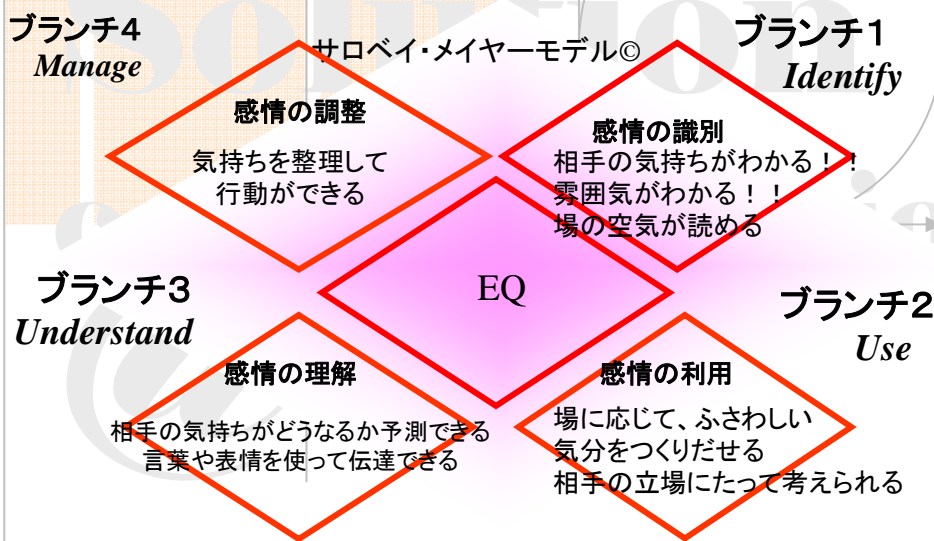 ブランチ4
Manage
サロベイ・メイヤーモデル©
ブランチ1
Identify
感情の調整
気持ちを整理して
行動ができる
感情の識別
相手の気持ちがわかる！！
雰囲気がわかる！！
場の空気が読める
EQ
ブランチ3
Understand
ブランチ2
Use
感情の理解
相手の気持ちがどうなるか予測できる
言葉や表情を使って伝達できる
感情の利用
場に応じて、ふさわしい
気分をつくりだせる
相手の立場にたって考えられる